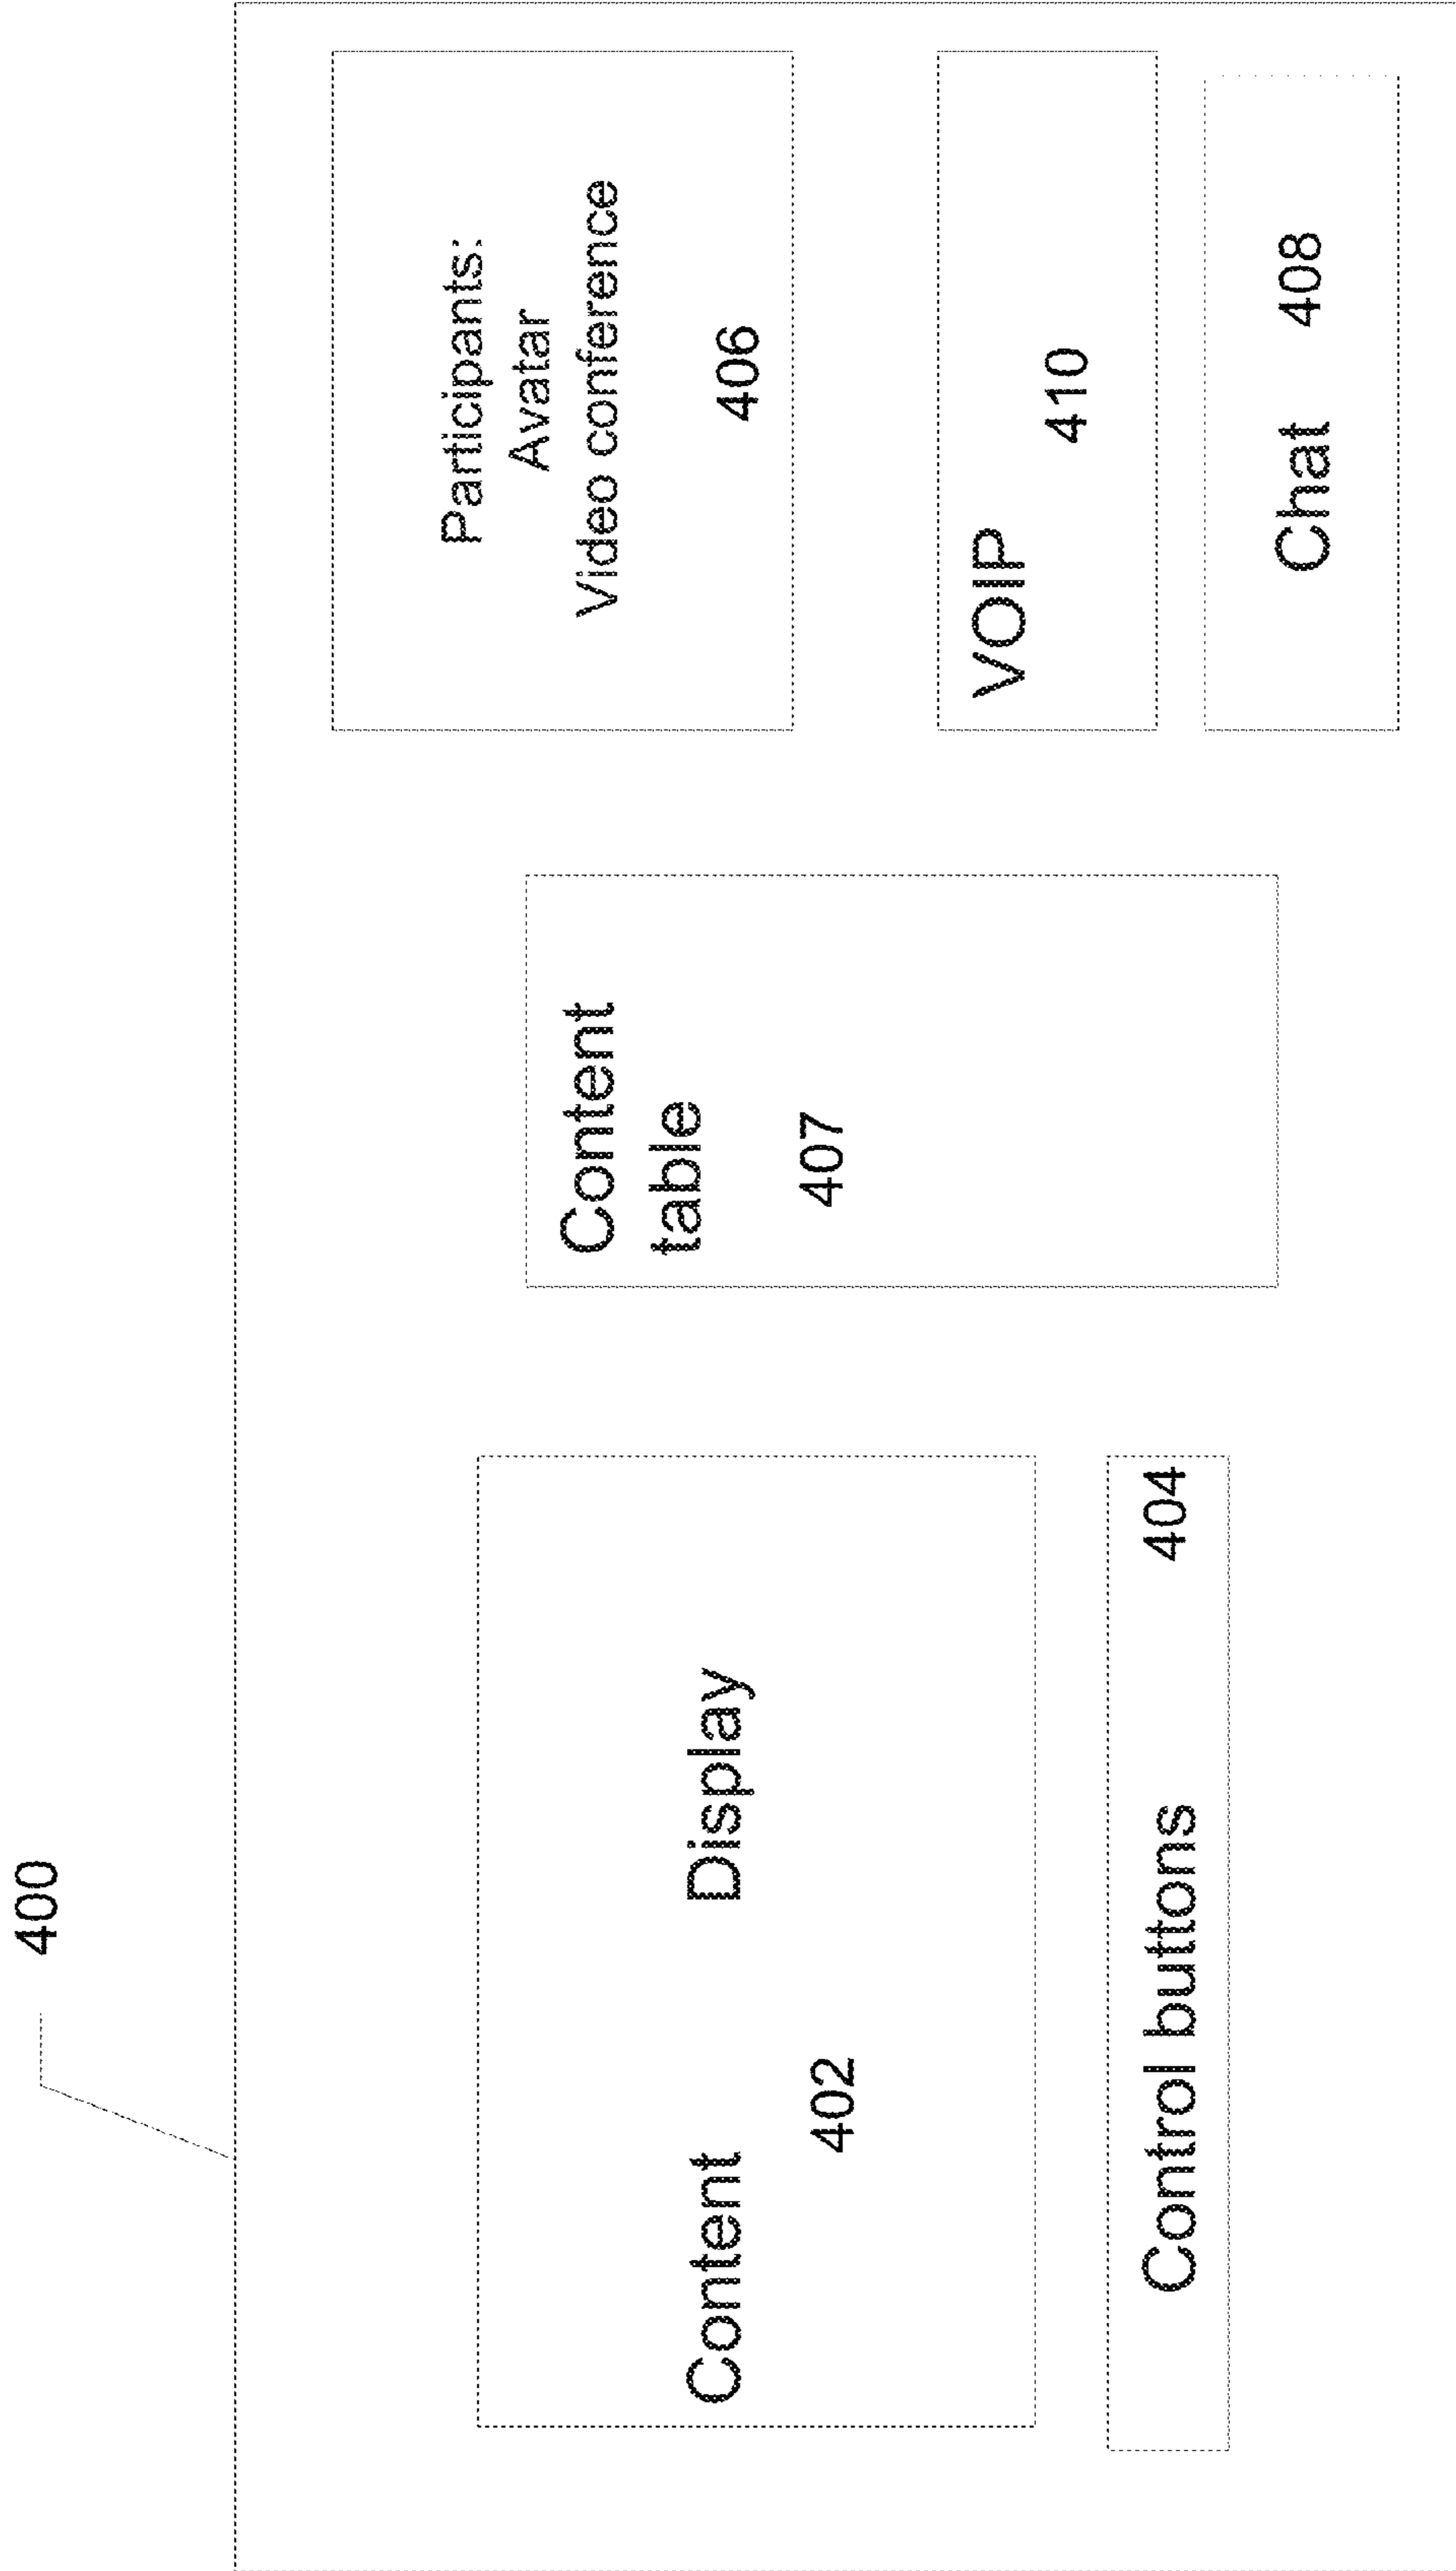 400
Content Display
402
Control buttons 404
Content
table
407
Participants:
Avatar
Video conference
406
VOIP
410
Chat 408